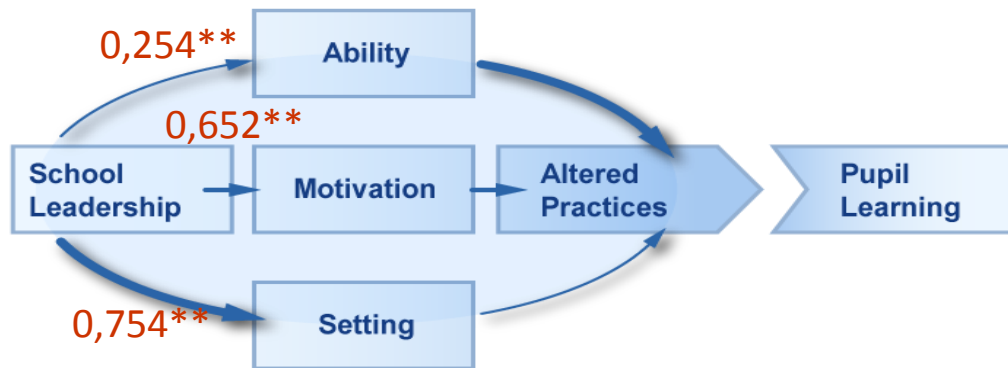 0,254**
Ability
0,652**
School
Leadership
Motivation
Altered
Practices
Pupil
Learning
0,754**
Setting